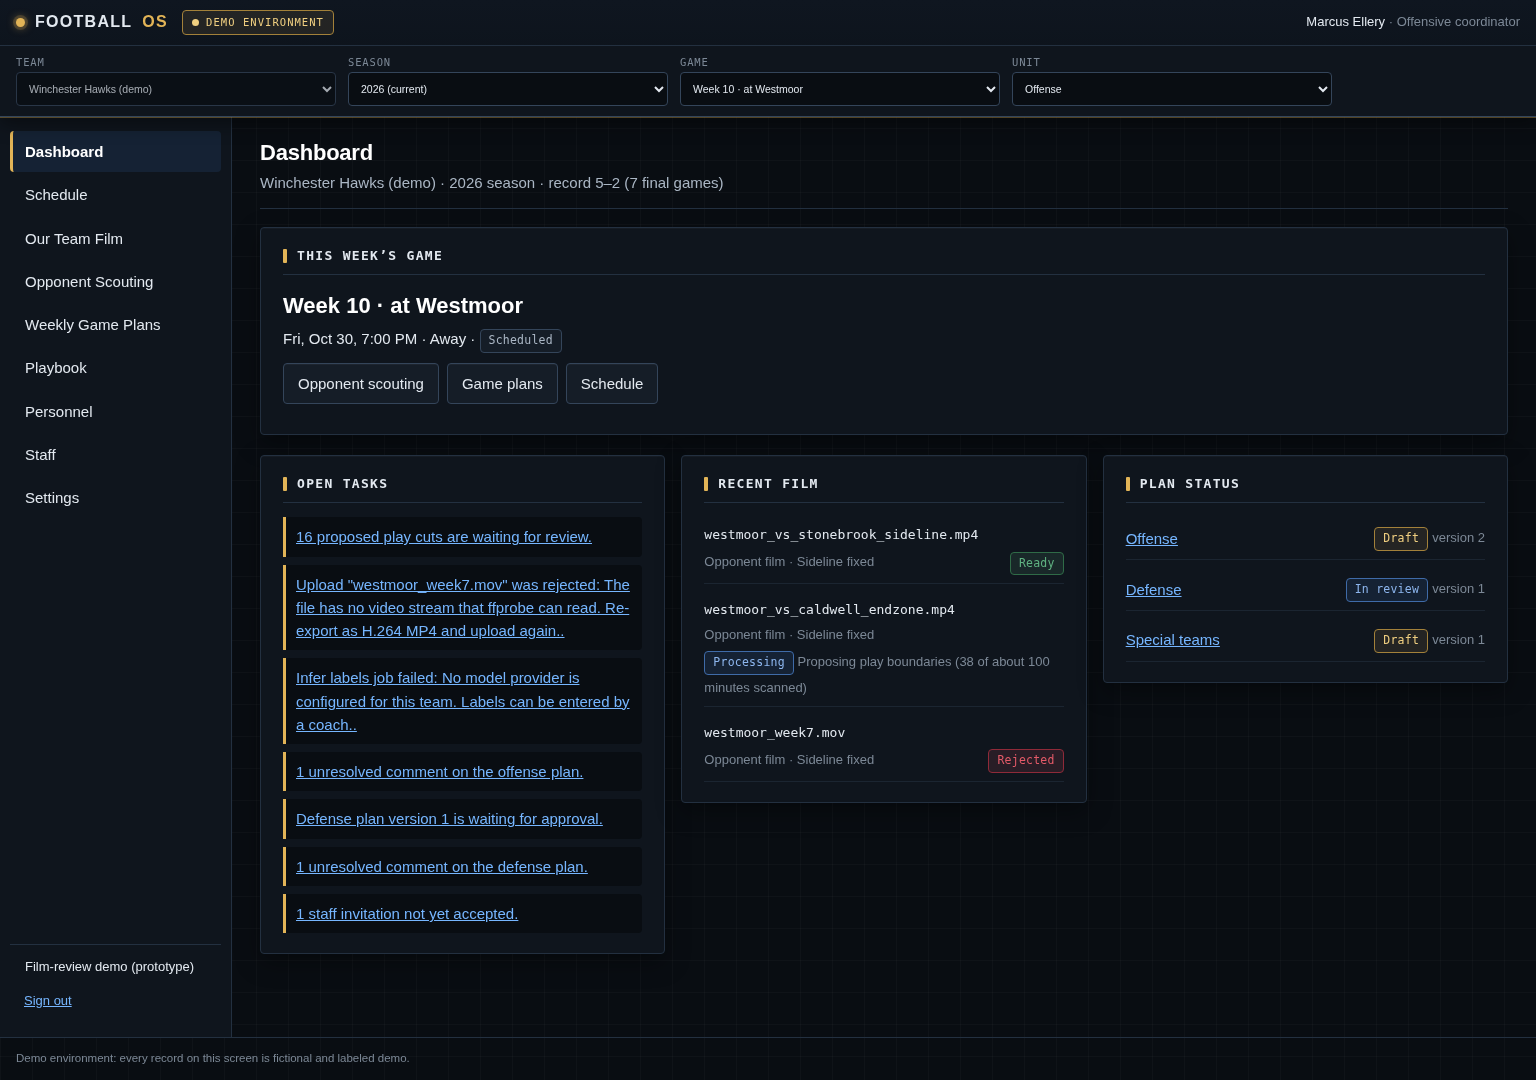 FOOTBALL OS
DEMO ENVIRONMENT
Marcus Ellery · Offensive coordinator
TEAM
Winchester Hawks (demo)
SEASON
2026 (current)
GAME
Week 10 · at Westmoor
UNIT
Offense
Dashboard
Schedule
Our Team Film
Opponent Scouting
Weekly Game Plans
Playbook
Personnel
Staff
Settings
Film-review demo (prototype)
Sign out
Dashboard
Winchester Hawks (demo) · 2026 season · record 5–2 (7 final games)
THIS WEEK’S GAME
Week 10 · at Westmoor
Fri, Oct 30, 7:00 PM · Away · Scheduled
Opponent scouting
Game plans
Schedule
OPEN TASKS
16 proposed play cuts are waiting for review.
Upload "westmoor_week7.mov" was rejected: The
file has no video stream that ffprobe can read. Re-
export as H.264 MP4 and upload again..
Infer labels job failed: No model provider is
configured for this team. Labels can be entered by
a coach..
1 unresolved comment on the offense plan.
Defense plan version 1 is waiting for approval.
1 unresolved comment on the defense plan.
1 staff invitation not yet accepted.
RECENT FILM
westmoor_vs_stonebrook_sideline.mp4
Opponent film · Sideline fixed
Ready
westmoor_vs_caldwell_endzone.mp4
Opponent film · Sideline fixed
Processing Proposing play boundaries (38 of about 100
minutes scanned)
westmoor_week7.mov
Opponent film · Sideline fixed
Rejected
PLAN STATUS
Offense
Draft version 2
Defense
In review version 1
Special teams
Draft version 1
Demo environment: every record on this screen is fictional and labeled demo.